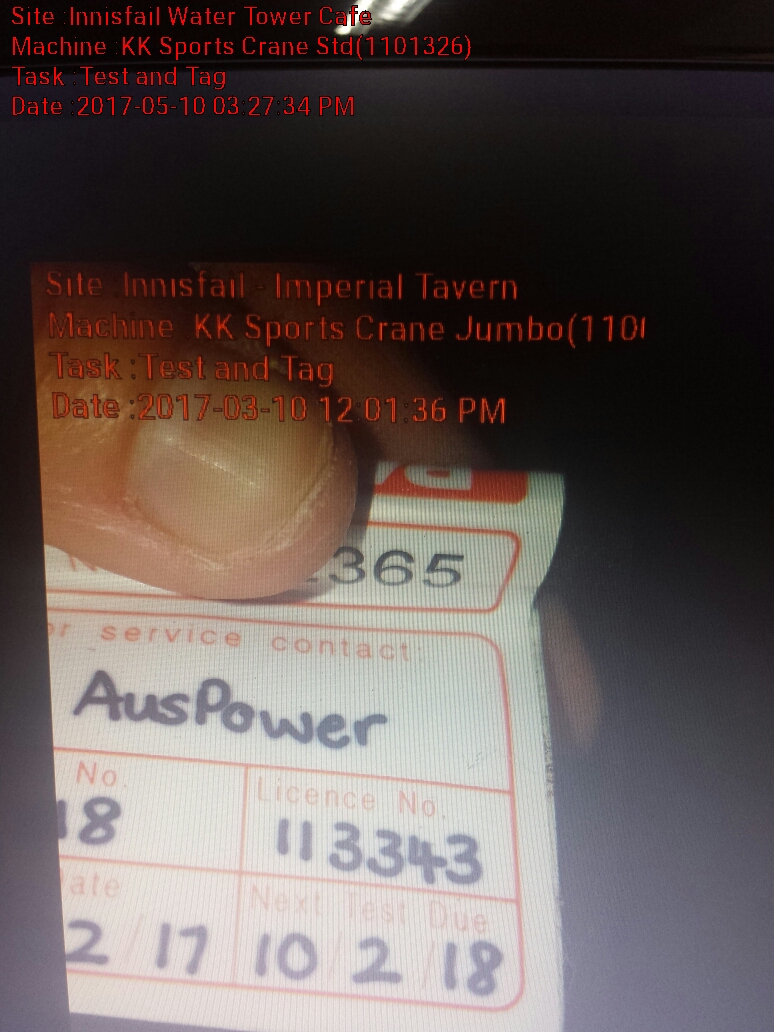 Site :Innisfail Water Tower Cafe
Machine :KK Sports Crane Std(1101326)
Task :Test and Tag
Date :2017-05-10 03:27:34 PM
Site :Innisfail - Imperial Tavern
Machine :KK Sports Crane Jumbo(110
Task :Test and Tag
Date :2017-03-10 12:01:36 PM
365
or service contact:
AusPower
No. Licence No.
18 113343
ate Next Test Due
2/17 10/2/18